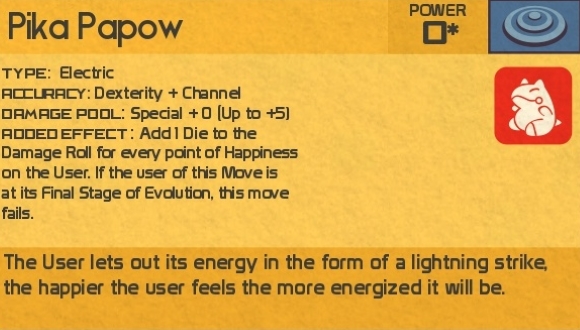 Pika Papow
POWER
0*
TYPE: Electric
ACCURACY: Dexterity + Channel
DAMAGE POOL: Special + 0 (Up to +5)
ADDED EFFECT: Add 1 Die to the
Damage Roll for every point of Happiness
on the User. If the user of this Move is
at its Final Stage of Evolution, this move
fails.
The User lets out its energy in the form of a lightning strike,
the happier the user feels the more energized it will be.